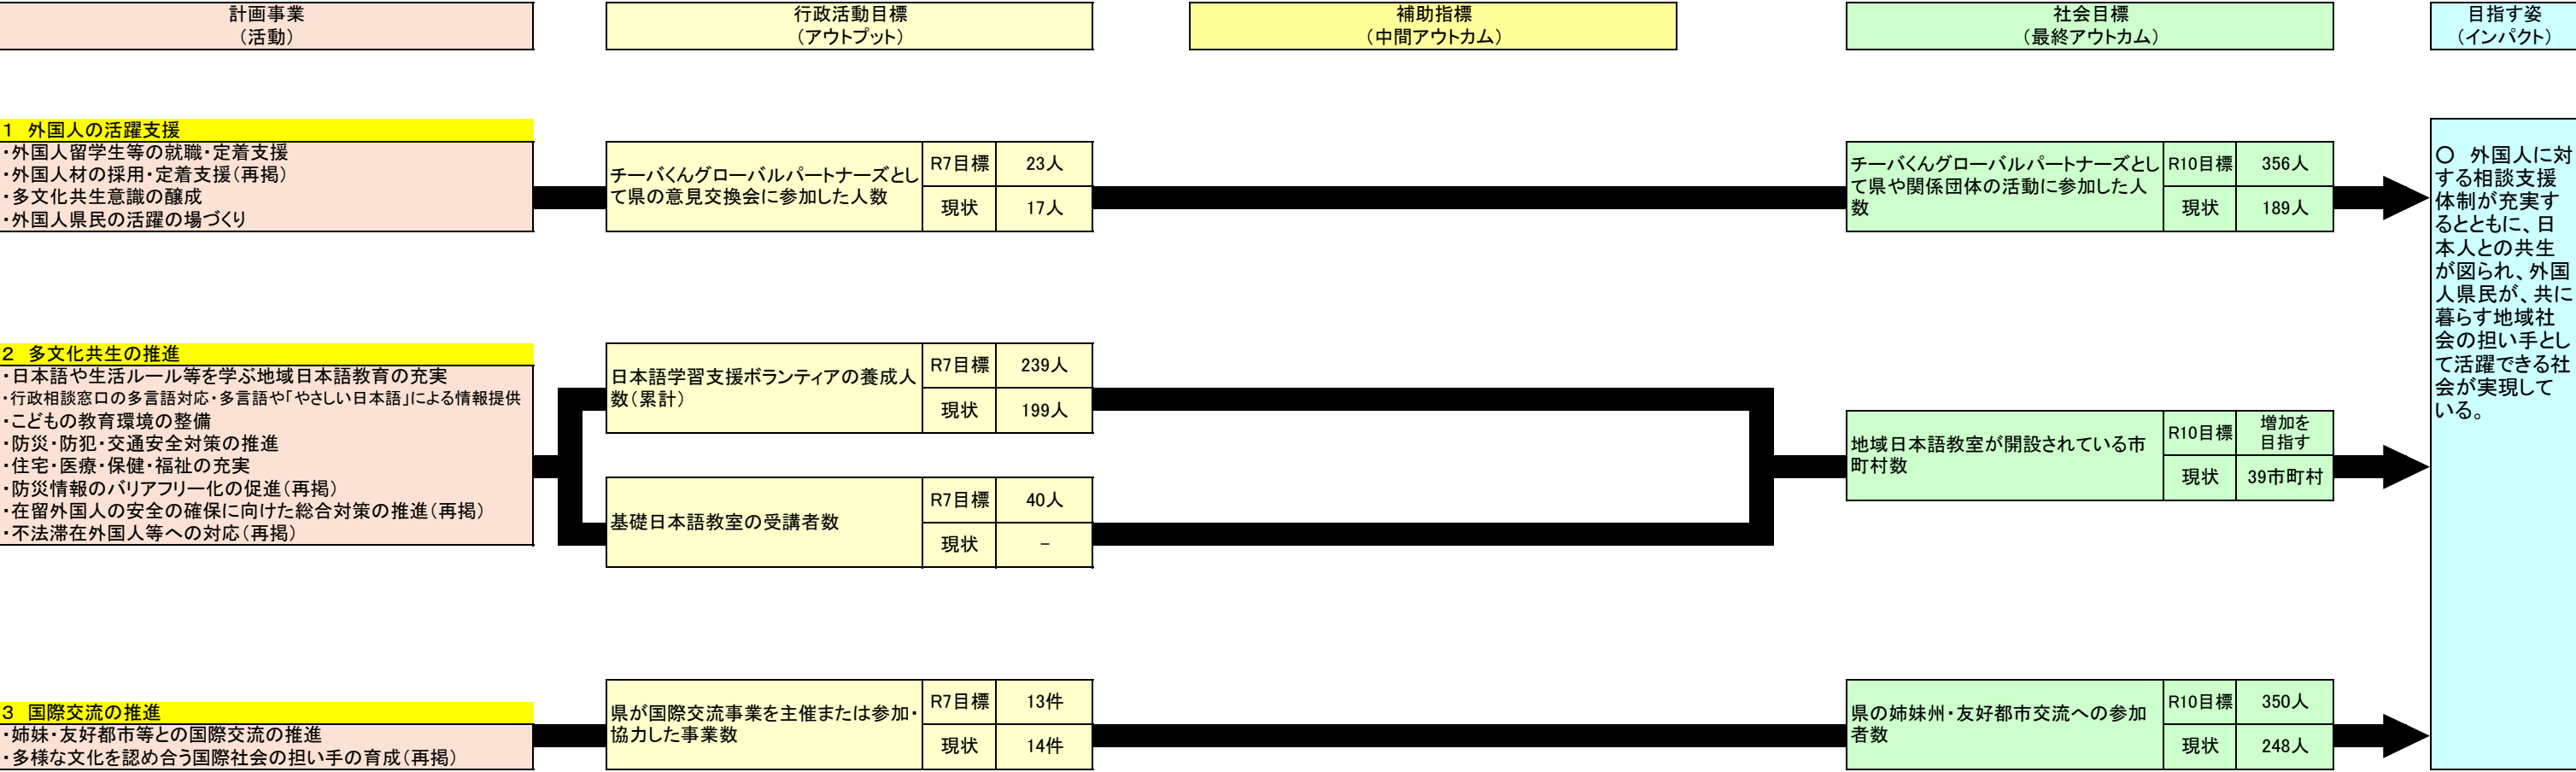 計画事業
（活動）
行政活動目標
（アウトプット）
補助指標
（中間アウトカム）
社会目標
（最終アウトカム）
目指す姿
（インパクト）
１　外国人の活躍支援
・外国人留学生等の就職・定着支援
・外国人材の採用・定着支援（再掲）
・多文化共生意識の醸成
・外国人県民の活躍の場づくり
チーバくんグローバルパートナーズとし
て県の意見交換会に参加した人数
R7目標
23人
現状
17人
チーバくんグローバルパートナーズとし
て県や関係団体の活動に参加した人
数
R10目標
356人
現状
189人
２　多文化共生の推進
・日本語や生活ルール等を学ぶ地域日本語教育の充実
・行政相談窓口の多言語対応・多言語や「やさしい日本語」による情報提供
・こどもの教育環境の整備
・防災・防犯・交通安全対策の推進
・住宅・医療・保健・福祉の充実
・防災情報のバリアフリー化の促進（再掲）
・在留外国人の安全の確保に向けた総合対策の推進（再掲）
・不法滞在外国人等への対応（再掲）
日本語学習支援ボランティアの養成人
数（累計）
R7目標
239人
現状
199人
基礎日本語教室の受講者数
R7目標
40人
現状
－
地域日本語教室が開設されている市
町村数
R10目標
増加を
目指す
現状
39市町村
３　国際交流の推進
・姉妹・友好都市等との国際交流の推進
・多様な文化を認め合う国際社会の担い手の育成（再掲）
県が国際交流事業を主催または参加・
協力した事業数
R7目標
13件
現状
14件
県の姉妹州・友好都市交流への参加
者数
R10目標
350人
現状
248人
〇　外国人に対
する相談支援
体制が充実す
るとともに、日
本人との共生
が図られ、外国
人県民が、共に
暮らす地域社
会の担い手とし
て活躍できる社
会が実現して
いる。